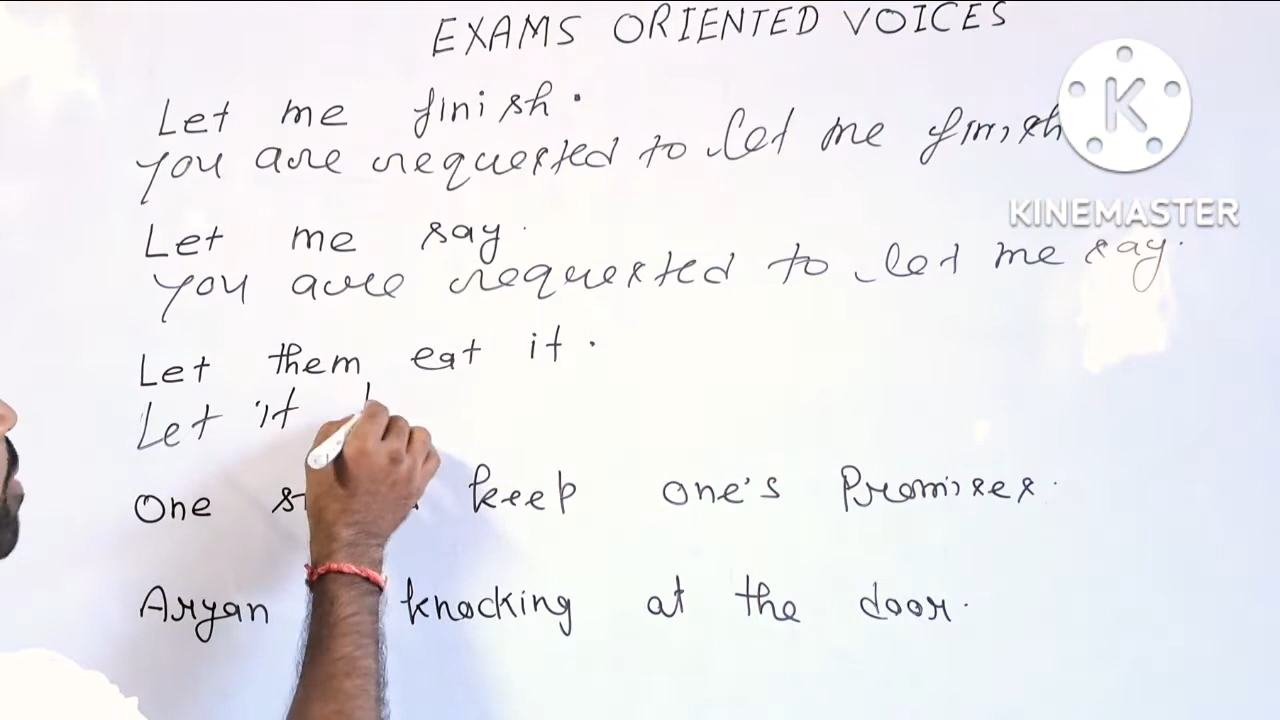 EXAMS ORIENTED VOICES
Let me finish.
You are requested to let me finish
K
KINEMASTER
Let me say.
You are requested to let me say.
Let them eat it.
Let it
One keep one's Promises.
Aryan knocking at the door.